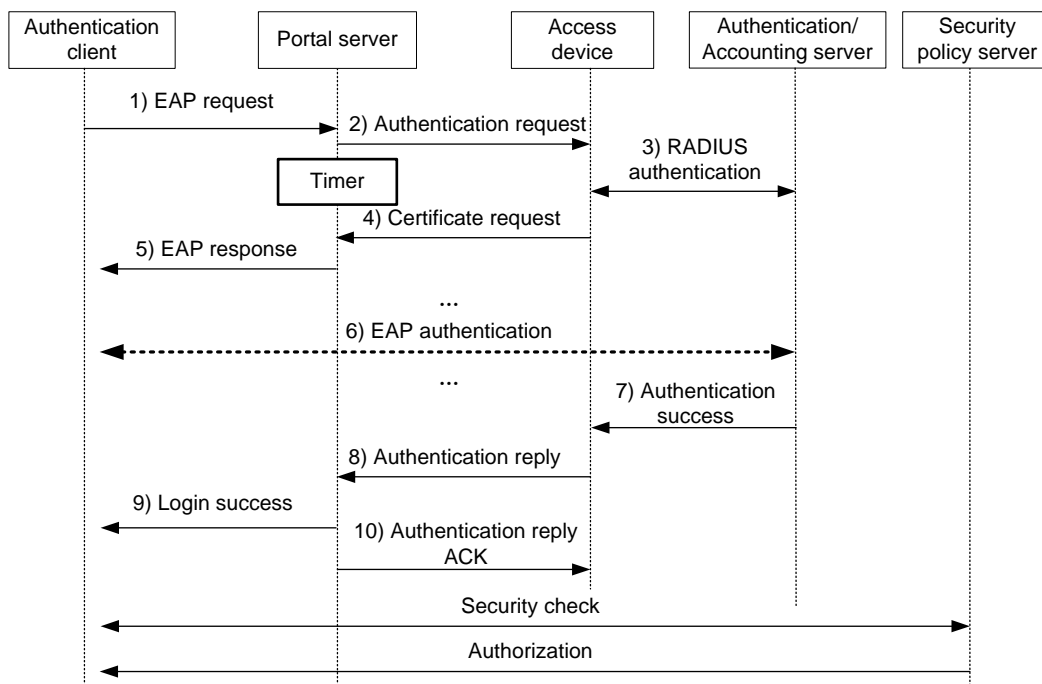 Authentication
client
Portal server
Access
device
Authentication/
Accounting server
Security
policy server
1) EAP request
2) Authentication request
3) RADIUS
authentication
Timer
4) Certificate request
5) EAP response
...
6) EAP authentication
...
7) Authentication
success
8) Authentication reply
9) Login success
10) Authentication reply
ACK
Security check
Authorization